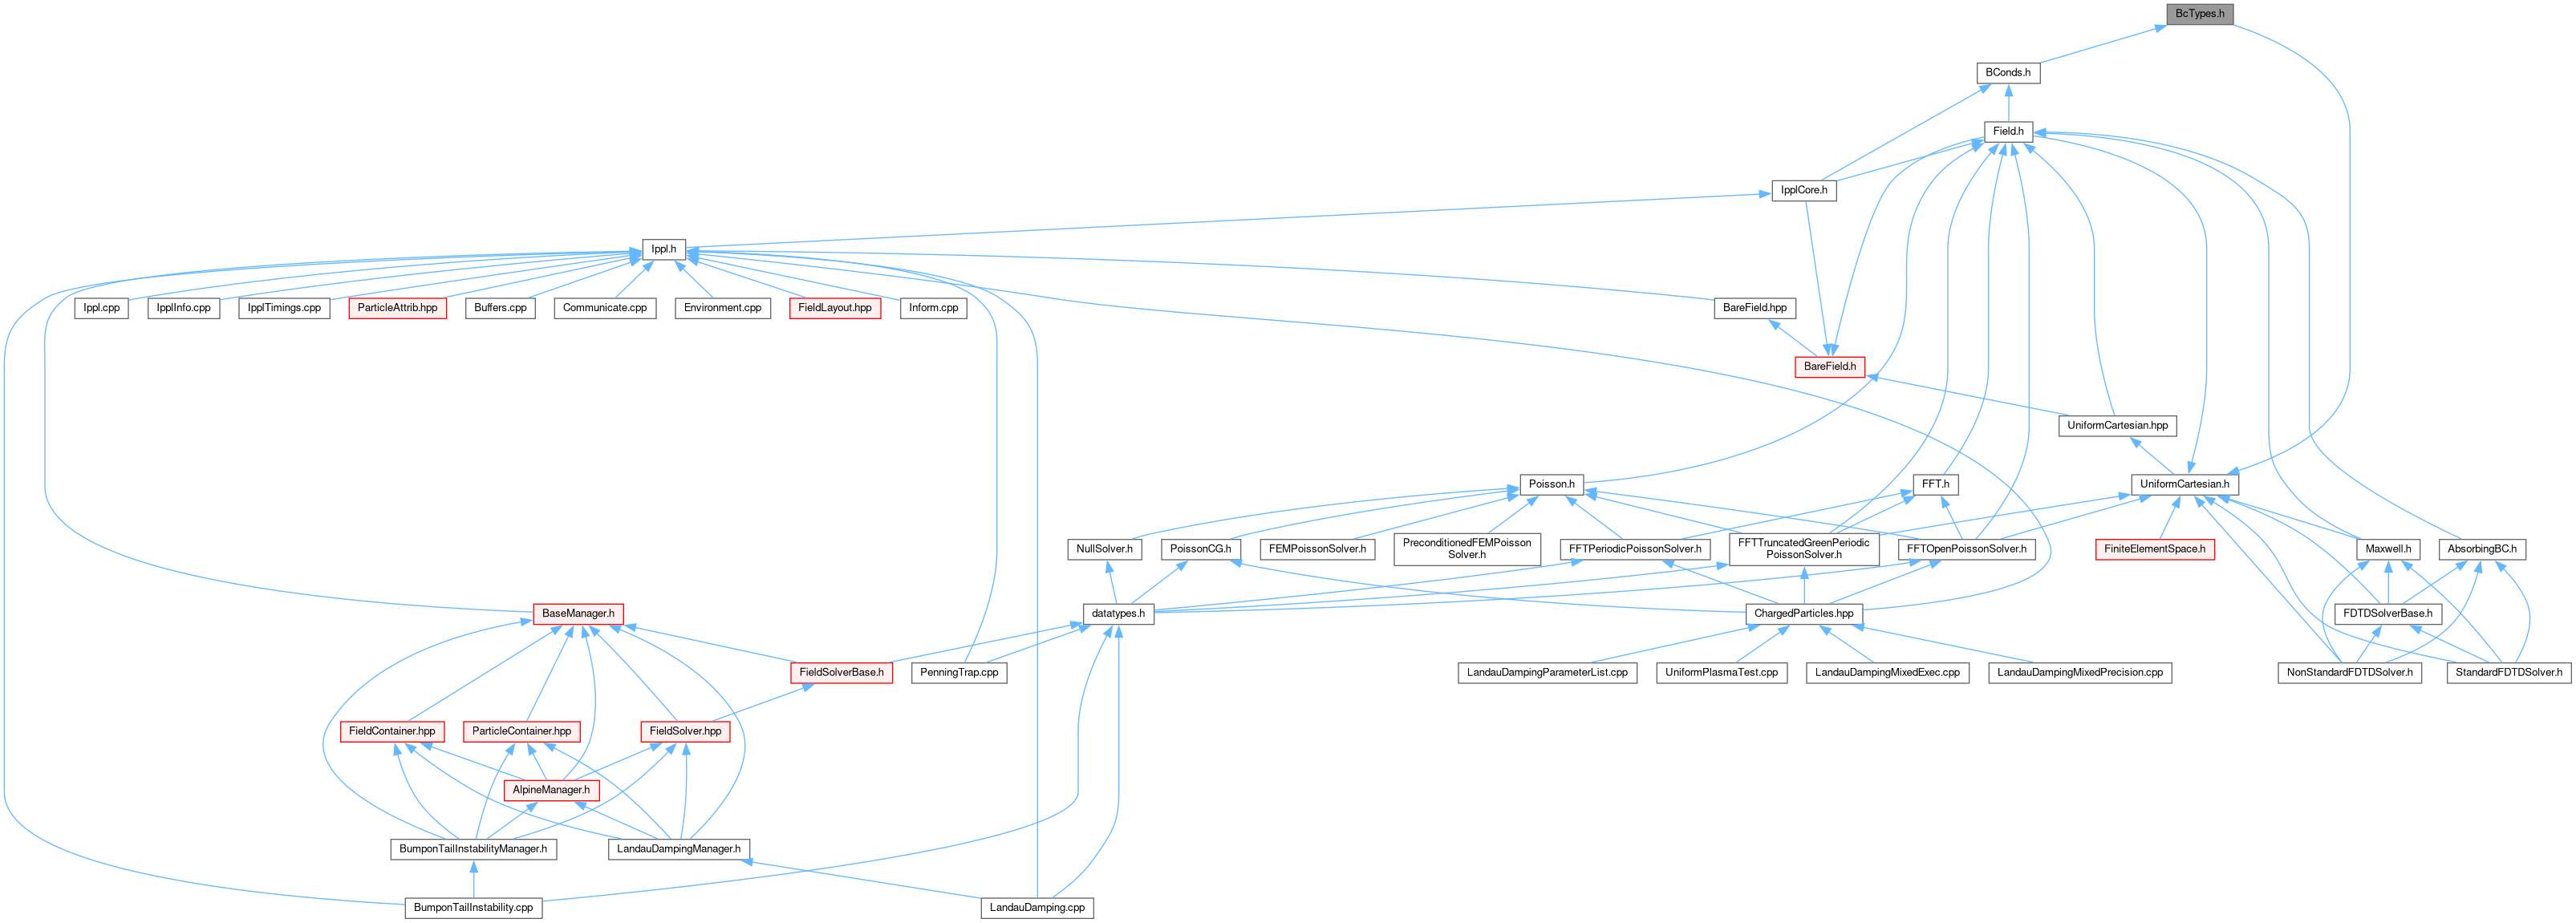 BcTypes.h
BConds.h
Field.h
IpplCore.h
Ippl.h
Ippl.cpp
IpplInfo.cpp
IpplTimings.cpp
ParticleAttrib.hpp
Buffers.cpp
Communicate.cpp
Environment.cpp
FieldLayout.hpp
Inform.cpp
BareField.hpp
BareField.h
UniformCartesian.hpp
Poisson.h
FFT.h
UniformCartesian.h
NullSolver.h
PoissonCG.h
FEMPoissonSolver.h
PreconditionedFEMPoisson
Solver.h
FFTPeriodicPoissonSolver.h
FFTTruncatedGreenPeriodic
PoissonSolver.h
FFTOpenPoissonSolver.h
FiniteElementSpace.h
Maxwell.h
AbsorbingBC.h
BaseManager.h
datatypes.h
ChargedParticles.hpp
FDTDSolverBase.h
FieldSolverBase.h
PenningTrap.cpp
LandauDampingParameterList.cpp
UniformPlasmaTest.cpp
LandauDampingMixedExec.cpp
LandauDampingMixedPrecision.cpp
NonStandardFDTDSolver.h
StandardFDTDSolver.h
FieldContainer.hpp
ParticleContainer.hpp
FieldSolver.hpp
AlpineManager.h
BumponTailInstabilityManager.h
LandauDampingManager.h
BumponTailInstability.cpp
LandauDamping.cpp